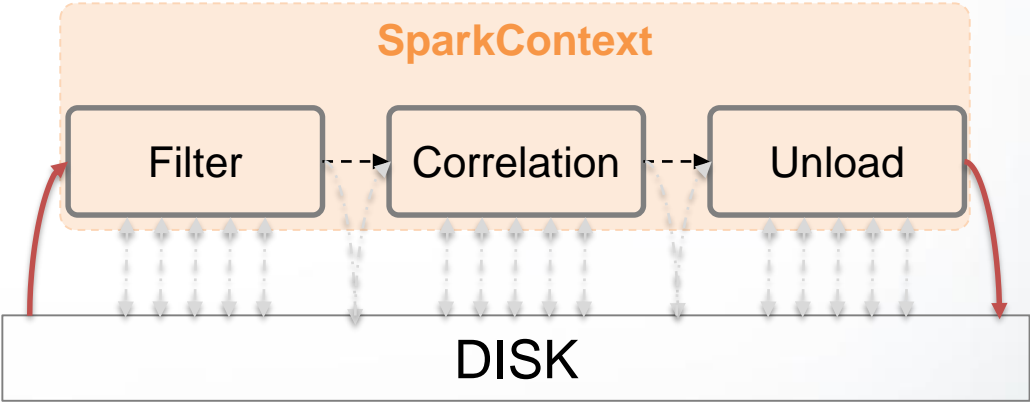 SparkContext
Filter
Correlation
Unload
DISK